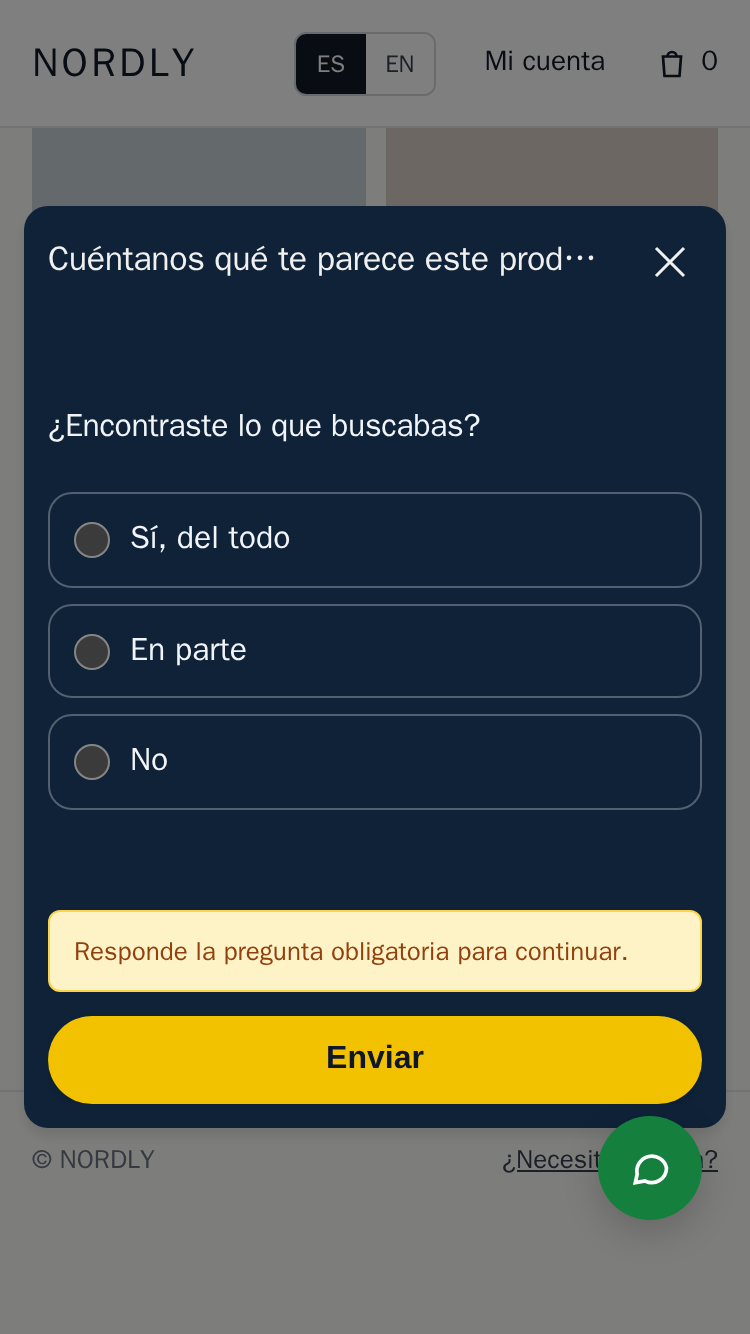 NORDLY
ES
EN
Mi cuenta
0
Cuéntanos qué te parece este prod…
¿Encontraste lo que buscabas?
Sí, del todo
En parte
No
Responde la pregunta obligatoria para continuar.
Enviar
© NORDLY